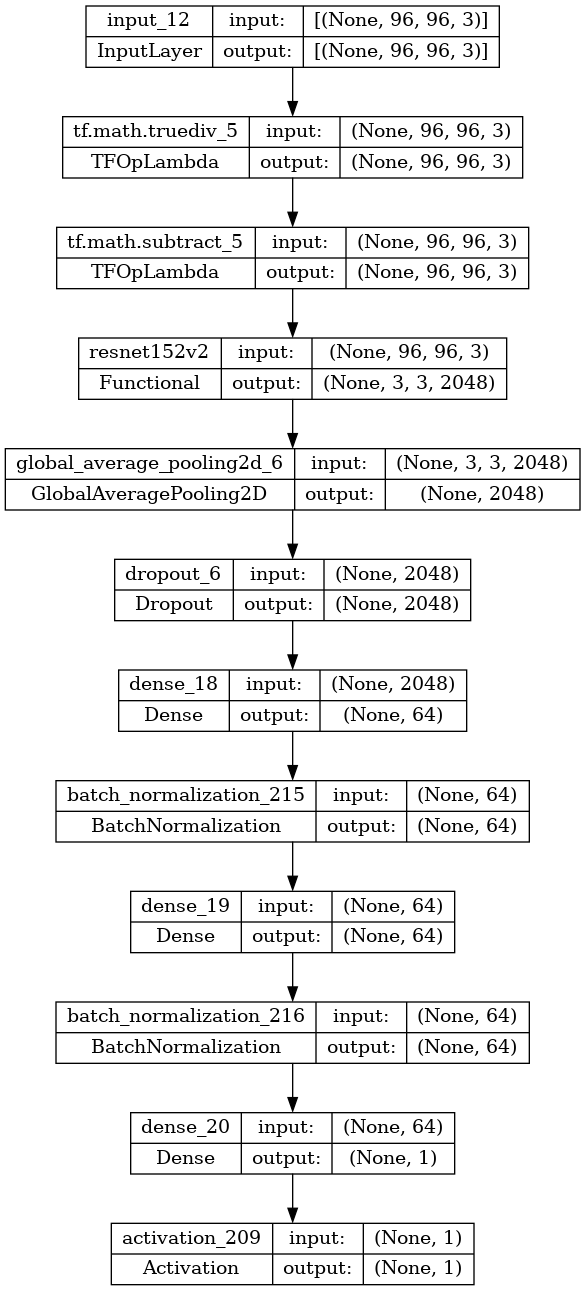 input_12 input: [(None, 96, 96, 3)]
InputLayer output: [(None, 96, 96, 3)]
tf.math.truediv_5 input: (None, 96, 96, 3)
TFOpLambda output: (None, 96, 96, 3)
tf.math.subtract_5 input: (None, 96, 96, 3)
TFOpLambda output: (None, 96, 96, 3)
resnet152v2 input: (None, 96, 96, 3)
Functional output: (None, 3, 3, 2048)
global_average_pooling2d_6 input: (None, 3, 3, 2048)
GlobalAveragePooling2D output: (None, 2048)
dropout_6 input: (None, 2048)
Dropout output: (None, 2048)
dense_18 input: (None, 2048)
Dense output: (None, 64)
batch_normalization_215 input: (None, 64)
BatchNormalization output: (None, 64)
dense_19 input: (None, 64)
Dense output: (None, 64)
batch_normalization_216 input: (None, 64)
BatchNormalization output: (None, 64)
dense_20 input: (None, 64)
Dense output: (None, 1)
activation_209 input: (None, 1)
Activation output: (None, 1)